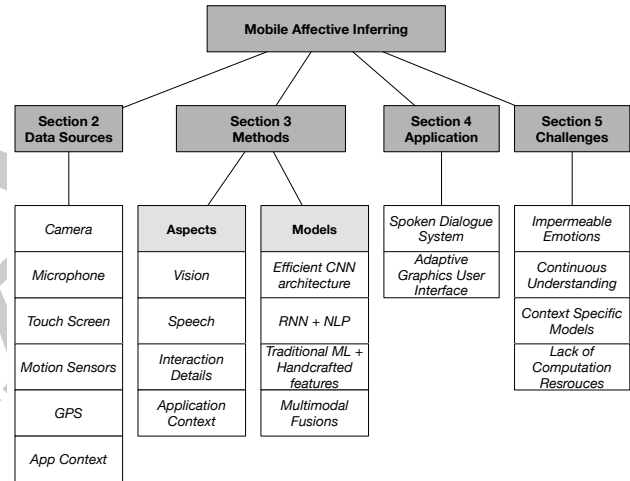 Mobile Affective Inferring
Section 2
Data Sources
Section 3
Methods
Section 4
Application
Section 5
Challenges
Camera
Microphone
Touch Screen
Motion Sensors
GPS
App Context
Aspects
Vision
Speech
Interaction
Details
Application
Context
Models
Efficient CNN
architecture
RNN + NLP
Traditional ML +
Handcrafted
features
Multimodal
Fusions
Spoken Dialogue
System
Adaptive
Graphics User
Interface
Impermeable
Emotions
Continuous
Understanding
Context Specific
Models
Lack of
Computation
Resrouces